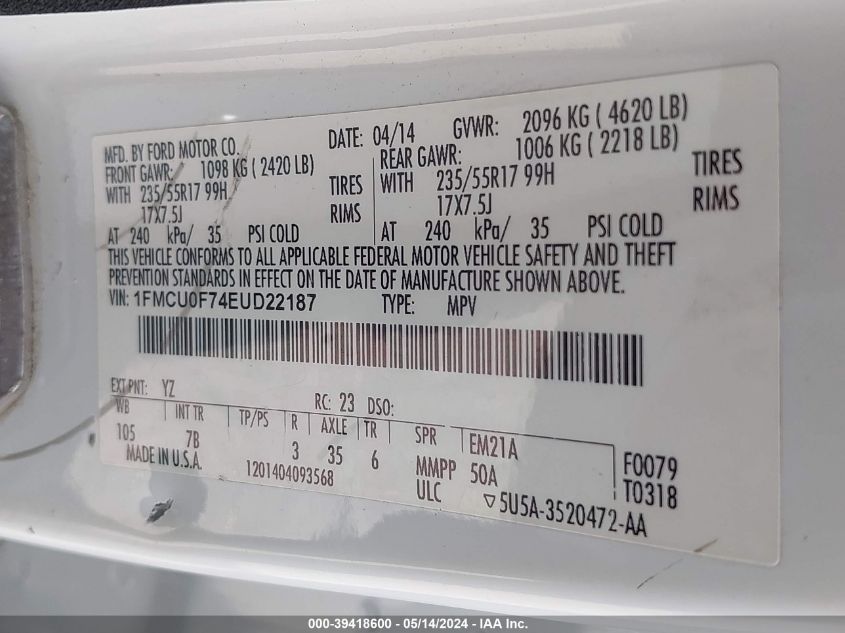 MFD. BY FORD MOTOR CO.
DATE: 04/14
GVWR: 2096 KG ( 4620 LB)
FRONT GAWR: 1098 KG ( 2420 LB)
WITH 235/55R17 99H TIRES
17X7.5J RIMS
AT 240 kPa/ 35 PSI COLD
REAR GAWR: 1006 KG ( 2218 LB)
WITH 235/55R17 99H TIRES
17X7.5J RIMS
AT 240 kPa/ 35 PSI COLD
THIS VEHICLE CONFORMS TO ALL APPLICABLE FEDERAL MOTOR VEHICLE SAFETY AND THEFT
PREVENTION STANDARDS IN EFFECT ON THE DATE OF MANUFACTURE SHOWN ABOVE.
VIN: 1FMCU0F74EUD22187 TYPE: MPV
EXT PNT: YZ RC: 23 DSO:
WB INT TR TP/PS R AXLE TR SPR EM21A
105 7B 3 35 6 MMPP 50A F0079
MADE IN U.S.A. 1201404093568 ULC T0318
▽5U5A-3520472-AA
000-39418600 - 05/14/2024 - IAA Inc.